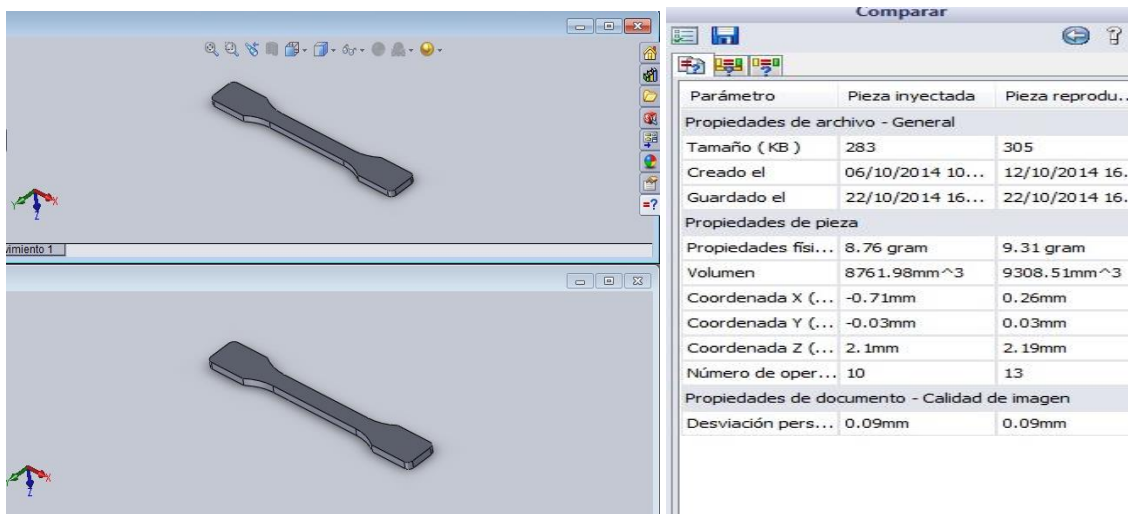 =?
vimiento 1
Comparar
Parámetro Pieza inyectada Pieza reprodu..
Propiedades de archivo - General
Tamaño ( KB ) 283 305
Creado el 06/10/2014 10... 12/10/2014 16.
Guardado el 22/10/2014 16... 22/10/2014 16.
Propiedades de pieza
Propiedades físi... 8.76 gram 9.31 gram
Volumen 8761.98mm^3 9308.51mm^3
Coordenada X (... -0.71mm 0.26mm
Coordenada Y (... -0.03mm 0.03mm
Coordenada Z (... 2.1mm 2.19mm
Número de oper... 10 13
Propiedades de documento - Calidad de imagen
Desviación pers... 0.09mm 0.09mm
Y X
Z
Y X
Z